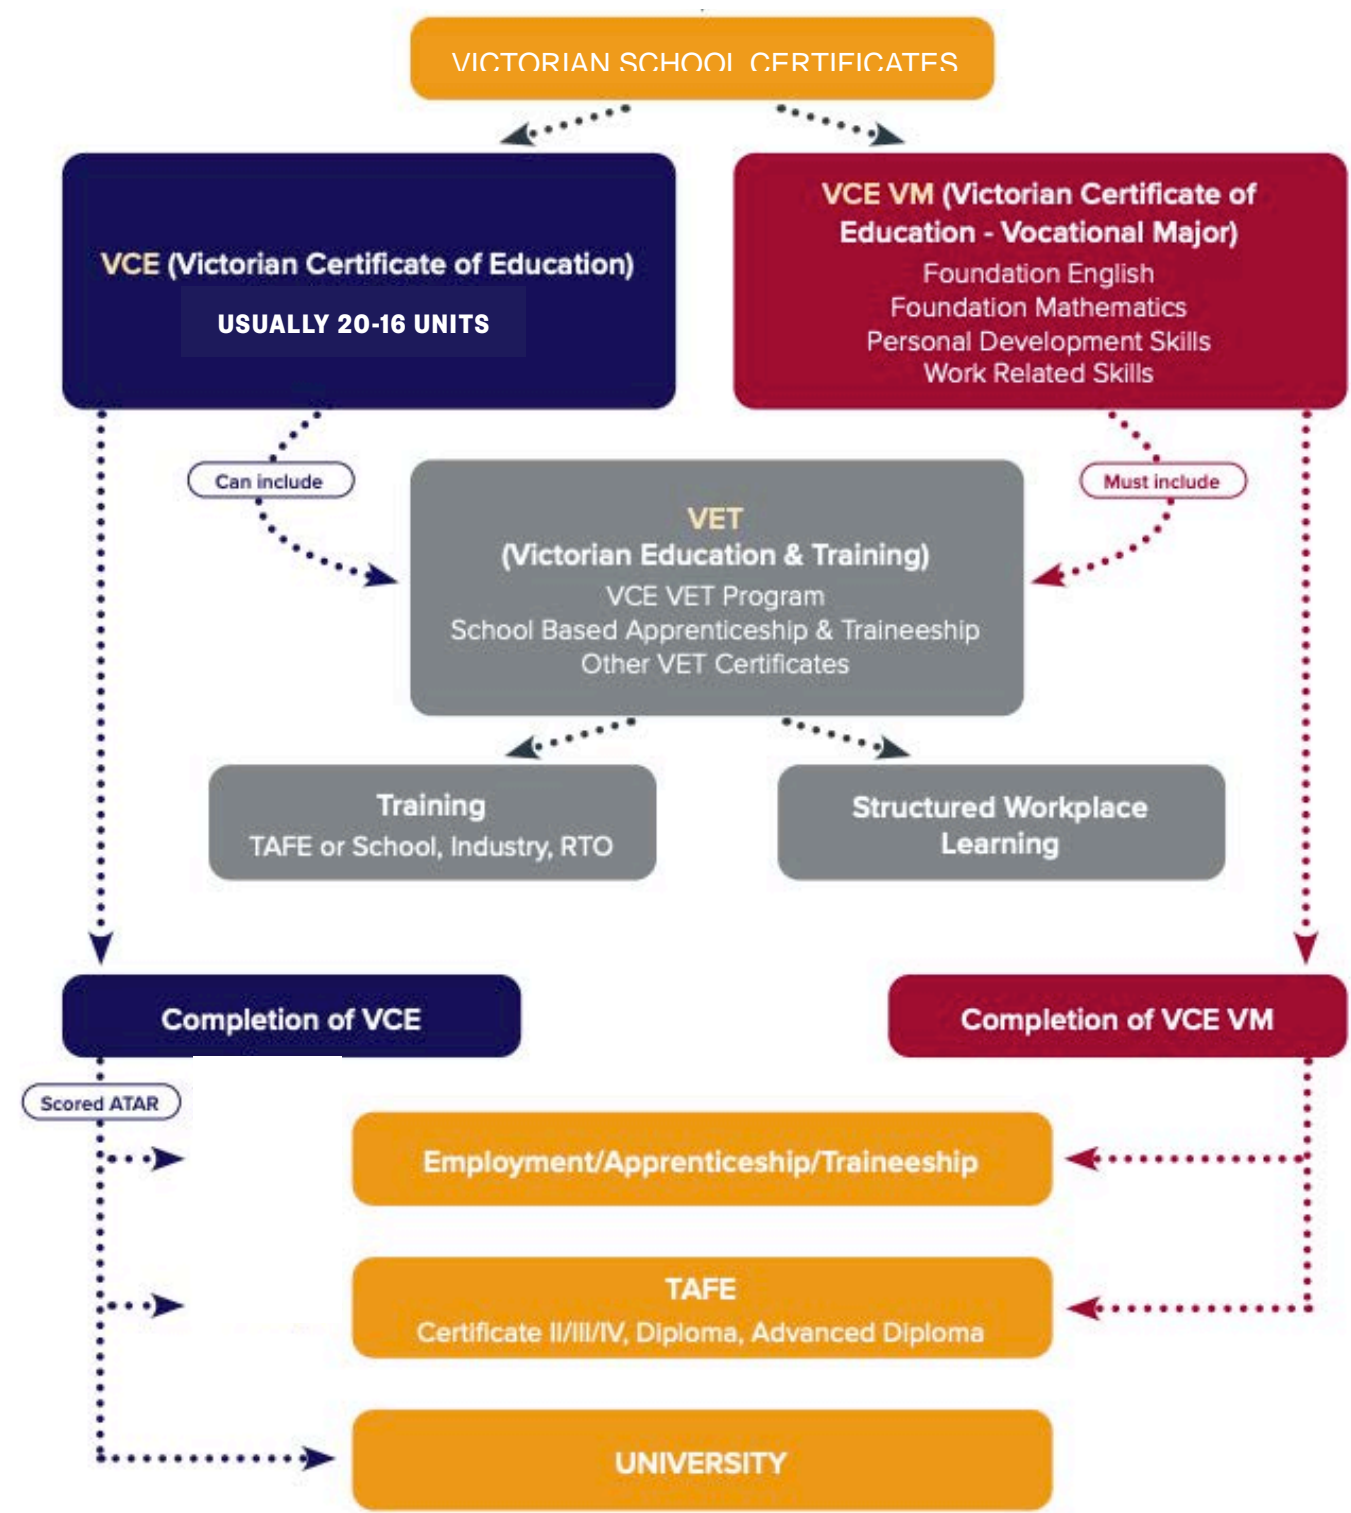 VICTORIAN SCHOOL CERTIFICATES
VCE (Victorian Certificate of Education)
USUALLY 20-16 UNITS
VCE VM (Victorian Certificate of
Education - Vocational Major)
Foundation English
Foundation Mathematics
Personal Development Skills
Work Related Skills
Can include
Must include
VET
(Victorian Education & Training)
VCE VET Program
School Based Apprenticeship & Traineeship
Other VET Certificates
Training
TAFE or School, Industry, RTO
Structured Workplace
Learning
Completion of VCE
Completion of VCE VM
Scored ATAR
Employment/Apprenticeship/Traineeship
TAFE
Certificate II/III/IV, Diploma, Advanced Diploma
UNIVERSITY